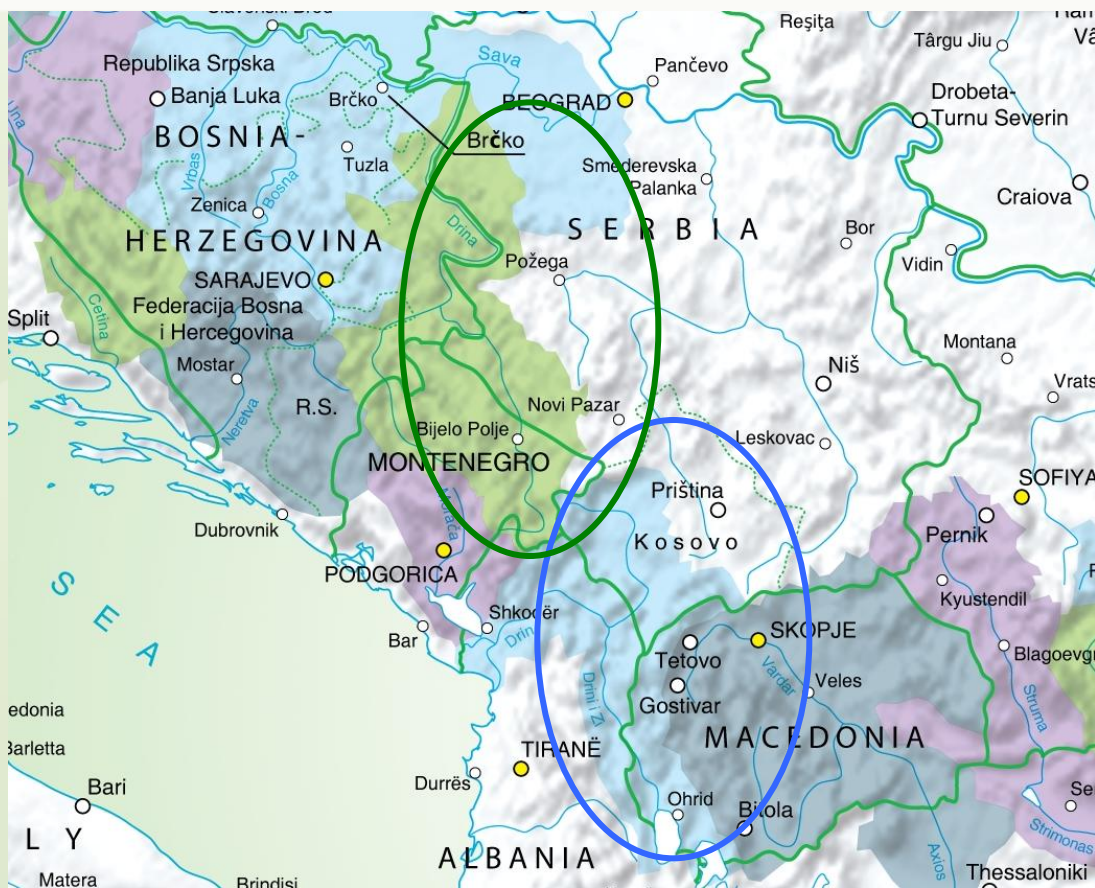 Reşiţa
Târgu Jiu
Sava
Pančevo
Republika Srpska
Banja Luka
Brčko
BEOGRAD
Drobeta-
Turnu Severin
Una
BOSNIA-
Brčko
Tuzla
Smederevska
Palanka
Craiova
Vrbas
Bosna
Zenica
HERZEGOVINA
Drina
SERBIA
Bor
Vidin
SARAJEVO
Požega
Federacija Bosna
i Hercegovina
Cetina
Split
Mostar
Montana
Niš
Vrats
R.S.
Neretva
Novi Pazar
Bijelo Polje
Leskovac
MONTENEGRO
SOFIYA
Priština
Morača
Dubrovnik
Pernik
Kosovo
PODGORICA
SEA
Kyustendil
Shkodër
Bar
Drini
SKOPJE
Tetovo
Blagoevgr
Vardar
Veles
Gostivar
Drini i Zi
Struma
edonia
MACEDONIA
Barletta
TIRANË
Durrës
Bari
Ohrid
Bitola
Se
LY
Strimonas
ALBANIA
Axios
Thessaloniki
Matera
Brindisi